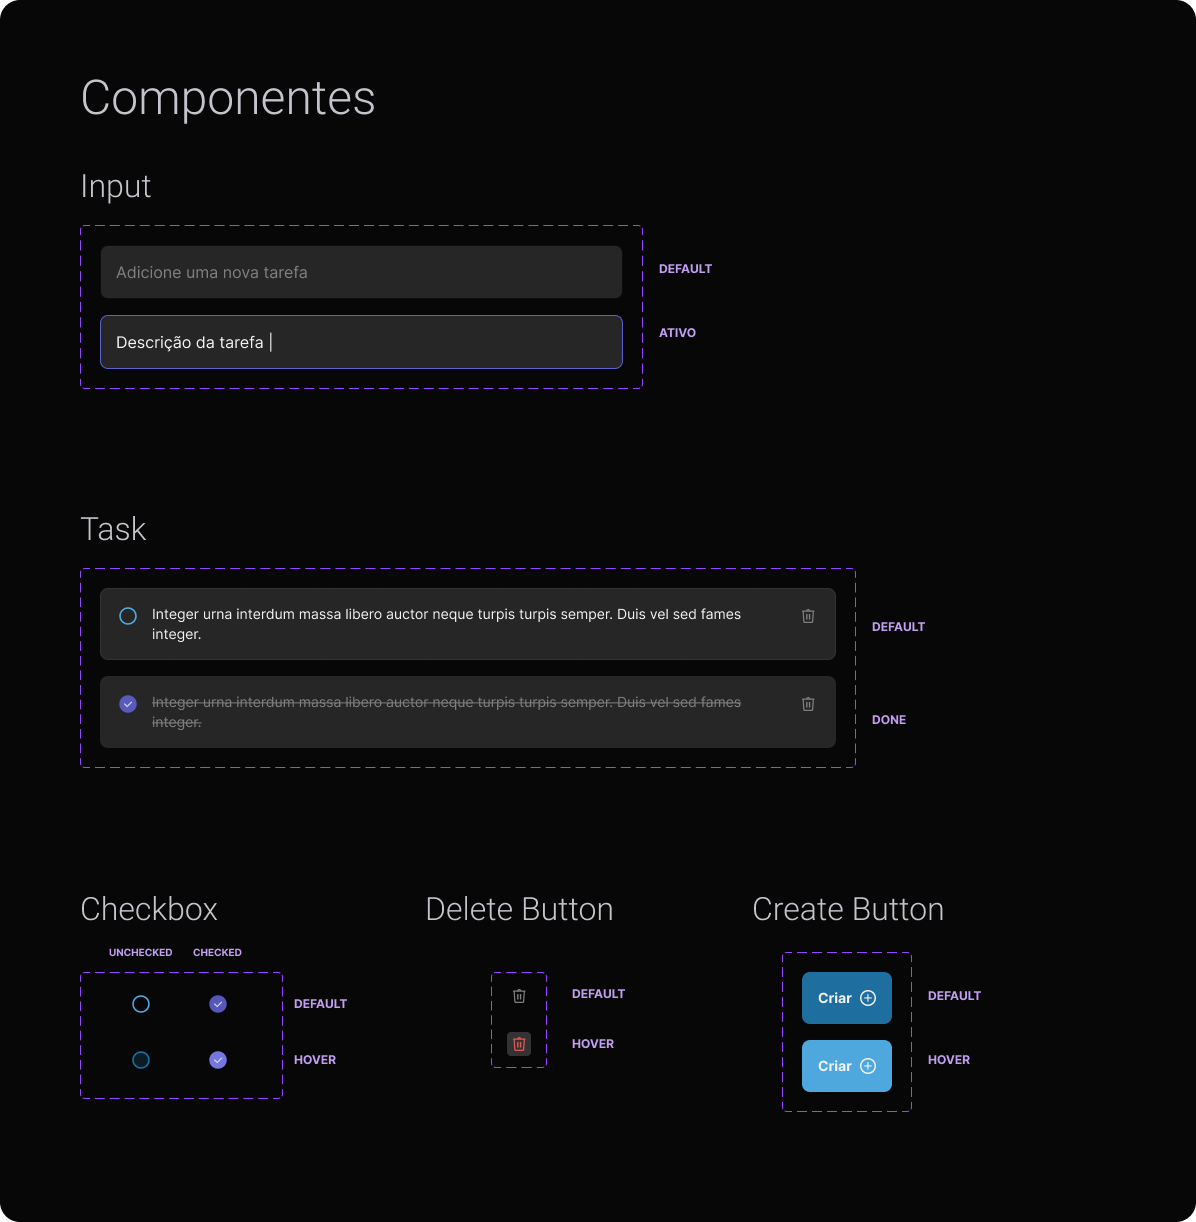 Componentes
Input
Adicione uma nova tarefa
DEFAULT
Descrição da tarefa |
ATIVO
Task
Integer urna interdum massa libero auctor neque turpis turpis semper. Duis vel sed fames
integer.
DEFAULT
Integer urna interdum massa libero auctor neque turpis turpis semper. Duis vel sed fames
integer.
DONE
Checkbox
UNCHECKED
CHECKED
DEFAULT
HOVER
Delete Button
DEFAULT
HOVER
Create Button
Criar
DEFAULT
Criar
HOVER